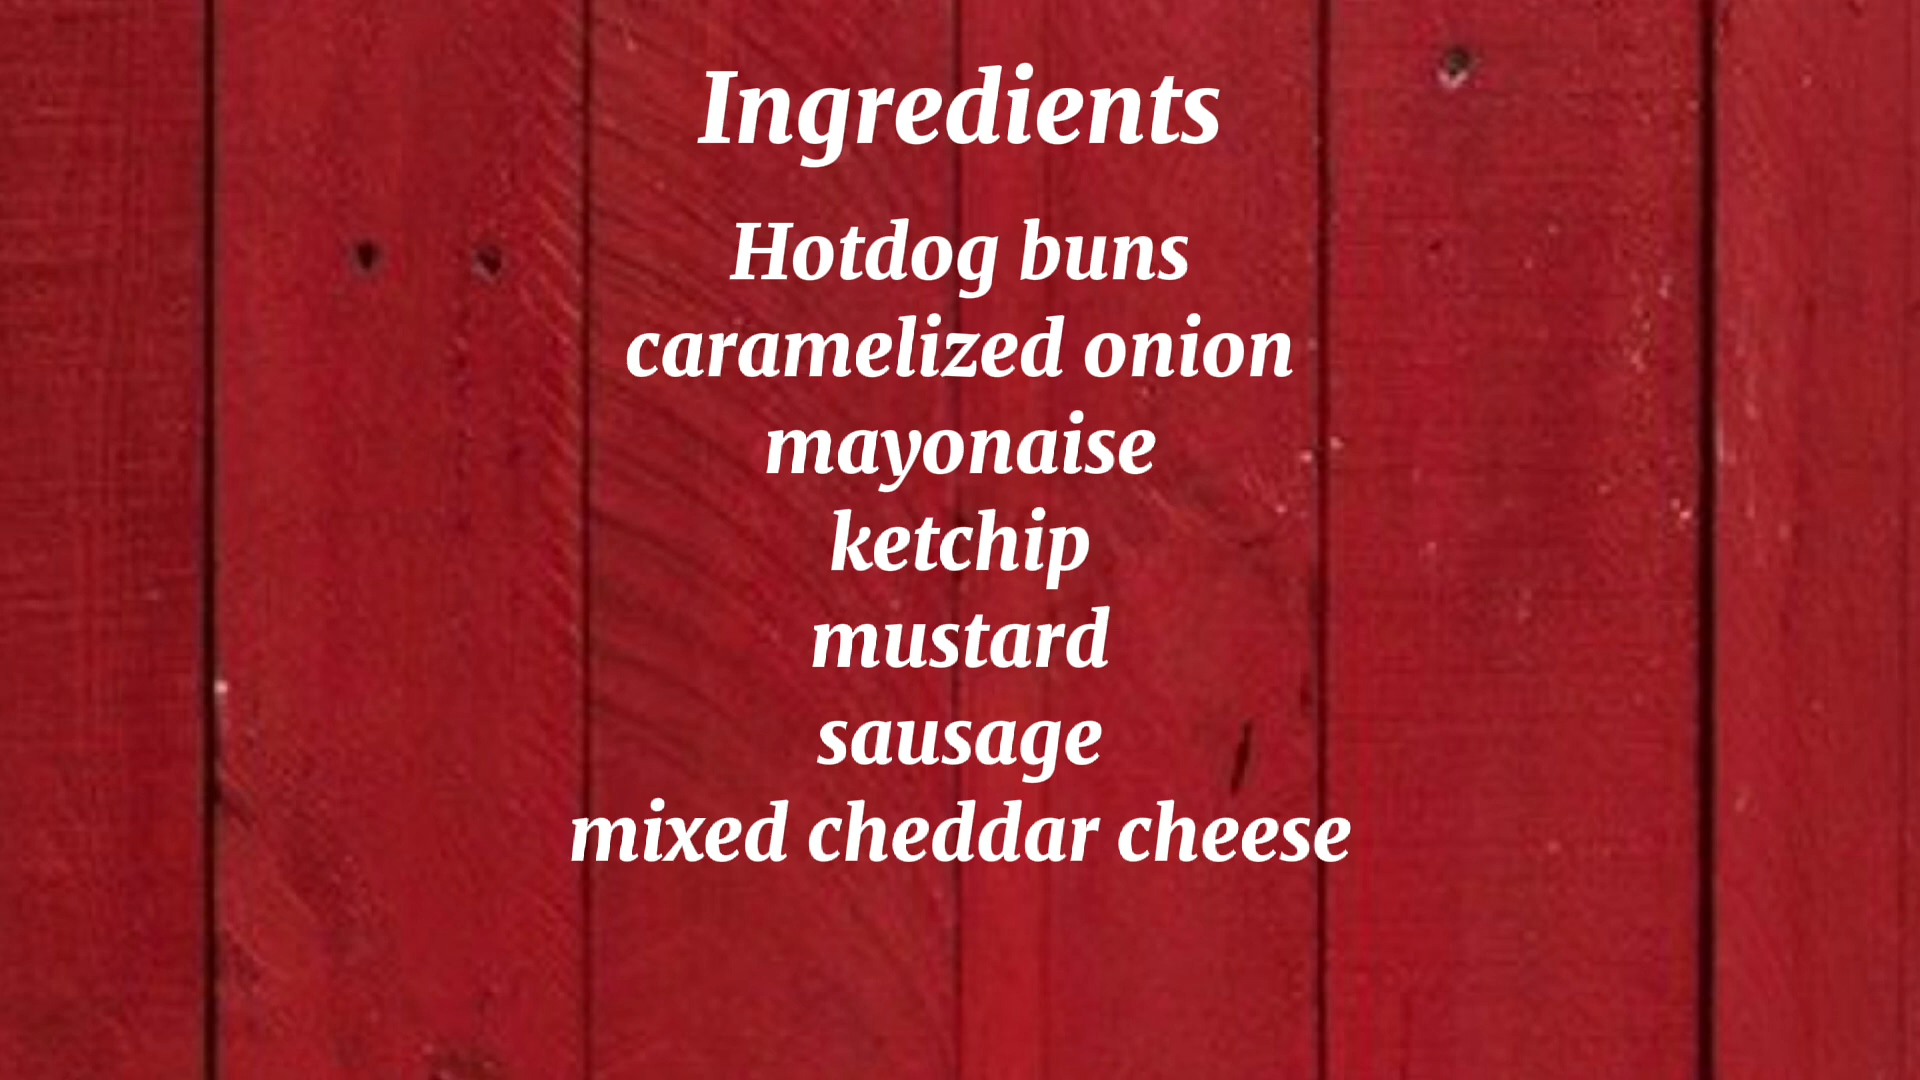 Ingredients
Hotdog buns
caramelized onion
mayonaise
ketchip
mustard
sausage
mixed cheddar cheese